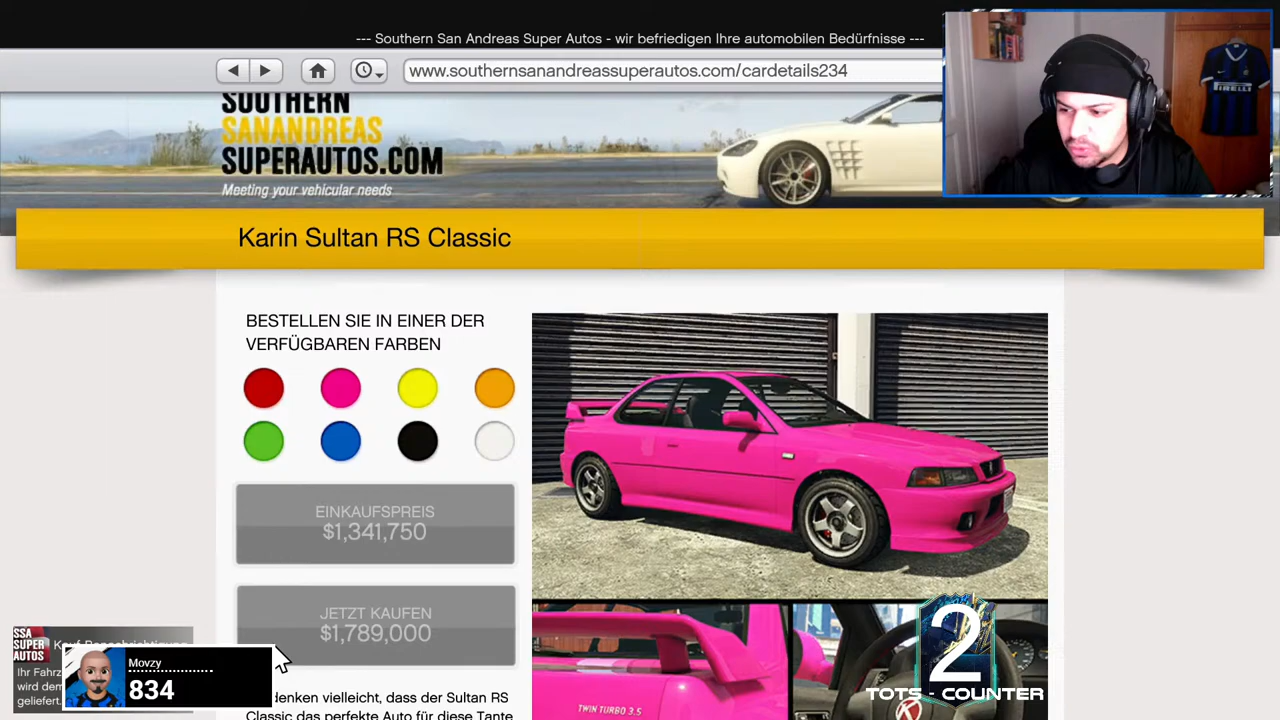 --- Southern San Andreas Super Autos - wir befriedigen Ihre automobilen Bedürfnisse ---
www.southernsanandreassuperautos.com/cardetails234
SOUTHERN
SANANDREAS
SUPERAUTOS.COM
Meeting your vehicular needs
PIRELLI
Karin Sultan RS Classic
BESTELLEN SIE IN EINER DER
VERFÜGBAREN FARBEN
EINKAUFSPREIS
$1,341,750
JETZT KAUFEN
$1,789,000
denken vielleicht, dass der Sultan RS
Classic das perfekte Auto für diese Tante
SSA
SUPER
AUTOS
Ihr Fahrz
wird dem
geliefert.
Movzy
834
TWIN TURBO 3.5
2
TOTS - COUNTER